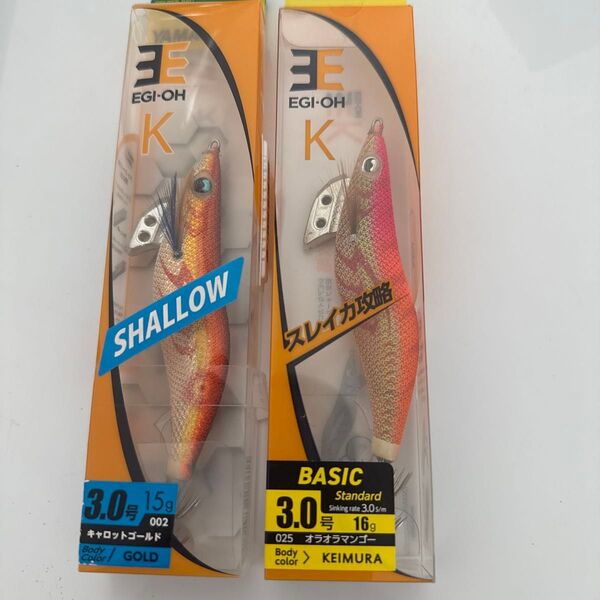 EGI-OH
K
SHALLOW
3.0号 15g
002
キャロットゴールド
Body Color / GOLD
EGI-OH
K
スレイカ攻略
BASIC
Standard
Sinking rate 3.0 s/m
3.0号 16g
025 オラオラマンゴー
Body color > KEIMURA